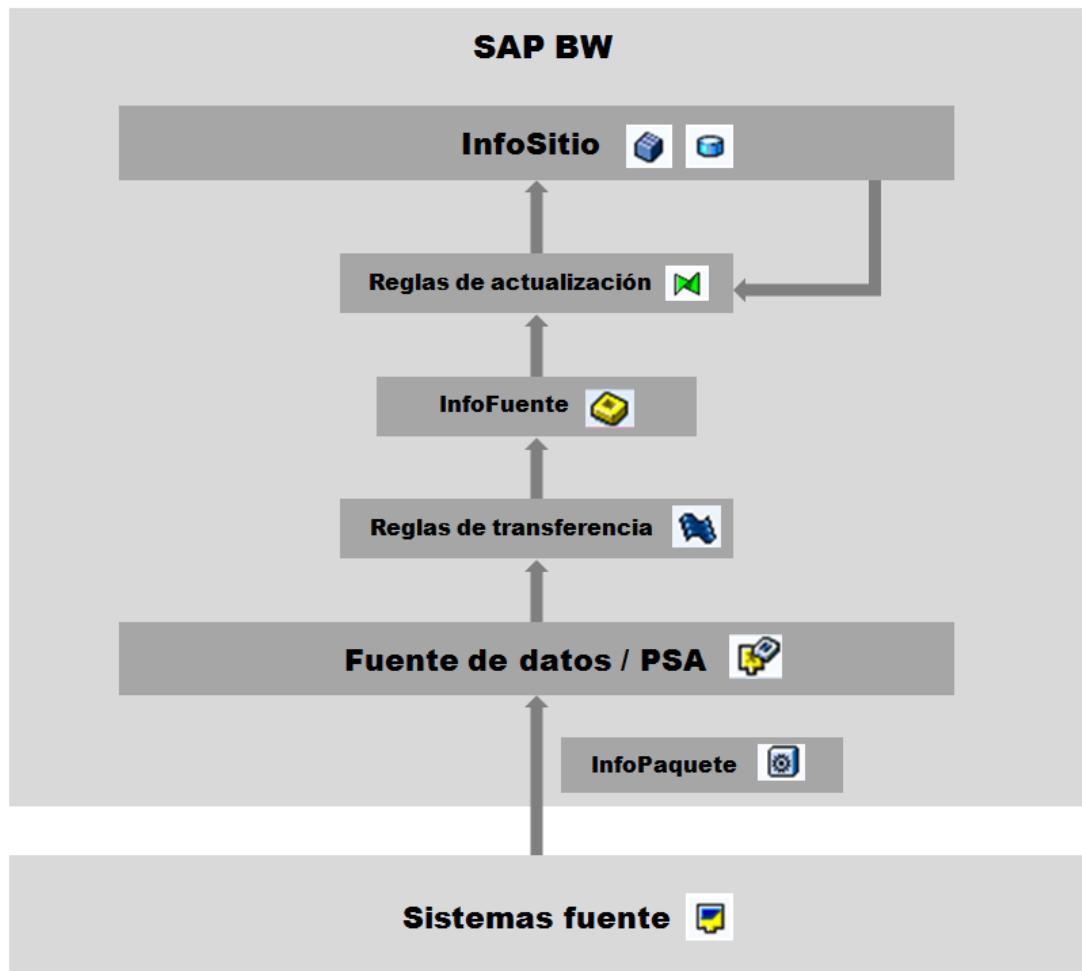 SAP BW
InfoSitio
Reglas de actualización
InfoFuente
Reglas de transferencia
Fuente de datos / PSA
InfoPaquete
Sistemas fuente